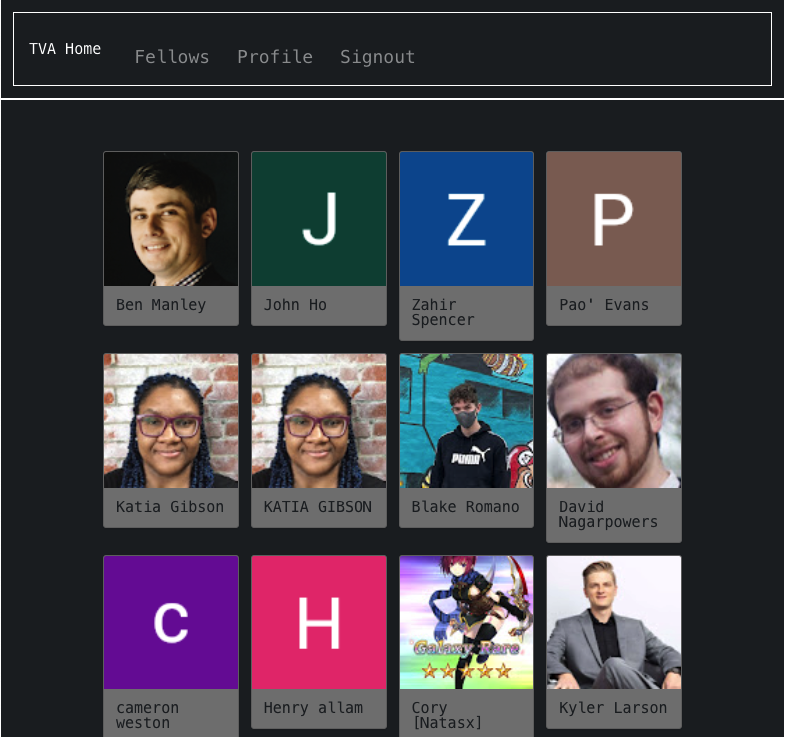 TVA Home
Fellows Profile Signout
J
Z
P
Ben Manley
John Ho
Zahir
Spencer
Pao' Evans
PUMA
Katia Gibson
KATIA GIBSON
Blake Romano
David
Nagarpowers
c
H
Galaxy Rare
cameron
weston
Henry allam
Cory
[Natasx]
Kyler Larson